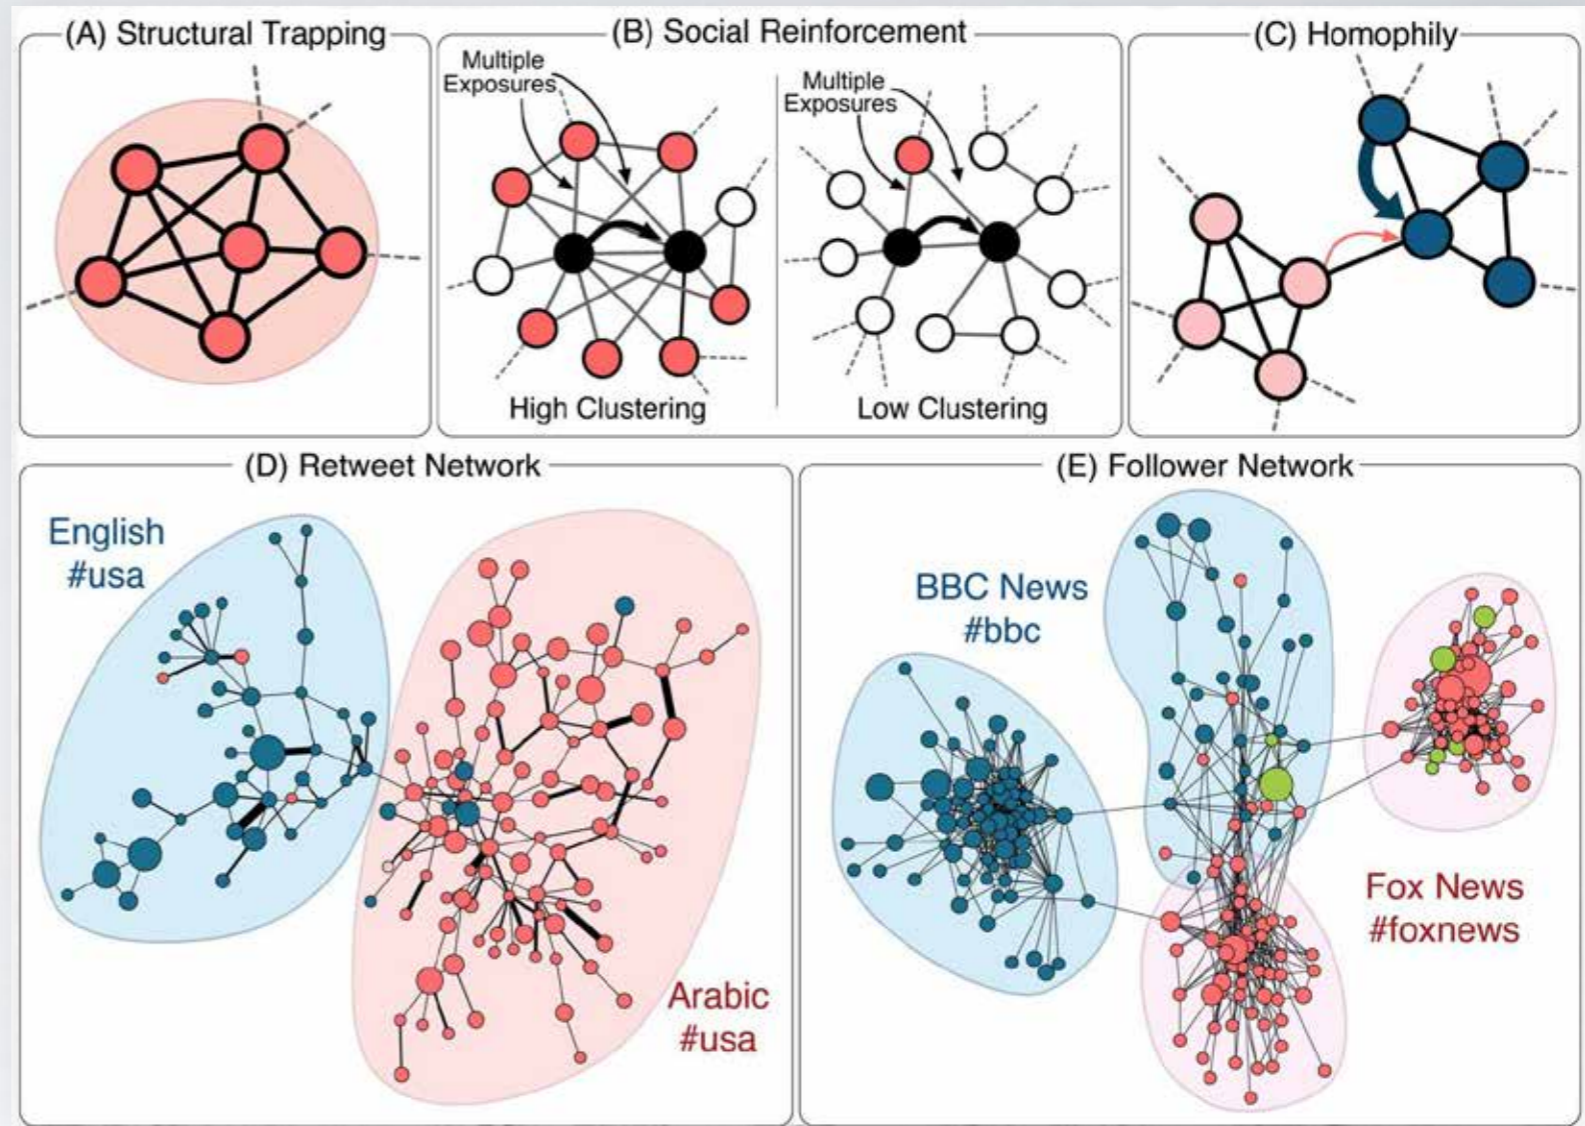 (A) Structural Trapping
(B) Social Reinforcement
Multiple
Exposures
High Clustering
Multiple
Exposures
Low Clustering
(C) Homophily
(D) Retweet Network
English
#usa
Arabic
#usa
(E) Follower Network
BBC News
#bbc
Fox News
#foxnews